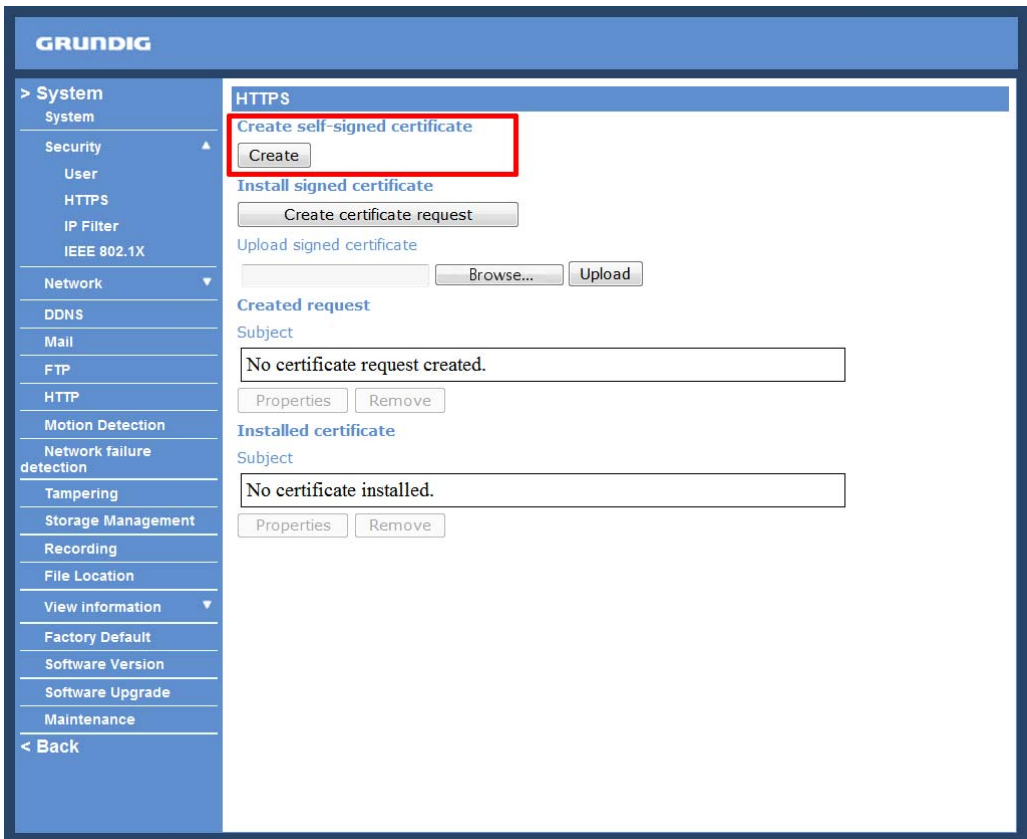 GRUNDIG
> System
System
Security
User
HTTPS
IP Filter
IEEE 802.1X
Network
DDNS
Mail
FTP
HTTP
Motion Detection
Network failure
detection
Tampering
Storage Management
Recording
File Location
View information
Factory Default
Software Version
Software Upgrade
Maintenance
< Back
HTTPS
Create self-signed certificate
Create
Install signed certificate
Create certificate request
Upload signed certificate
Browse... Upload
Created request
Subject
No certificate request created.
Properties Remove
Installed certificate
Subject
No certificate installed.
Properties Remove